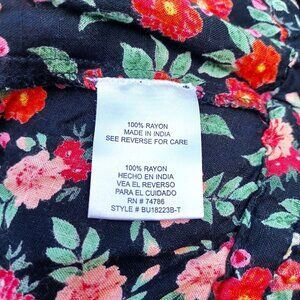 100% RAYON
MADE IN INDIA
SEE REVERSE FOR CARE
100% RAYON
HECHO EN INDIA
VEA EL REVERSO
PARA EL CUIDADO
RN # 74786
STYLE # BU18223B-T